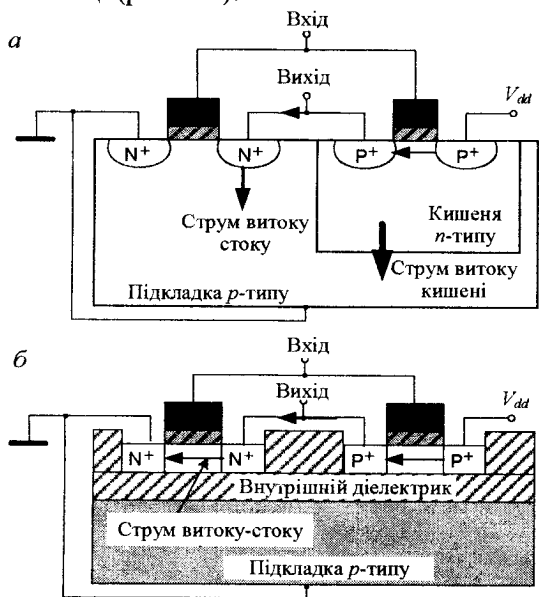 а
Вхід
Вихід
V_dd
N⁺
N⁺
P⁺
P⁺
Струм витоку
стоку
Кишеня
n-типу
Струм витоку
кишені
Підкладка p-типу
б
Вхід
Вихід
V_dd
N⁺
N⁺
P⁺
P⁺
Внутрішній діелектрик
Струм витоку-стоку
Підкладка p-типу